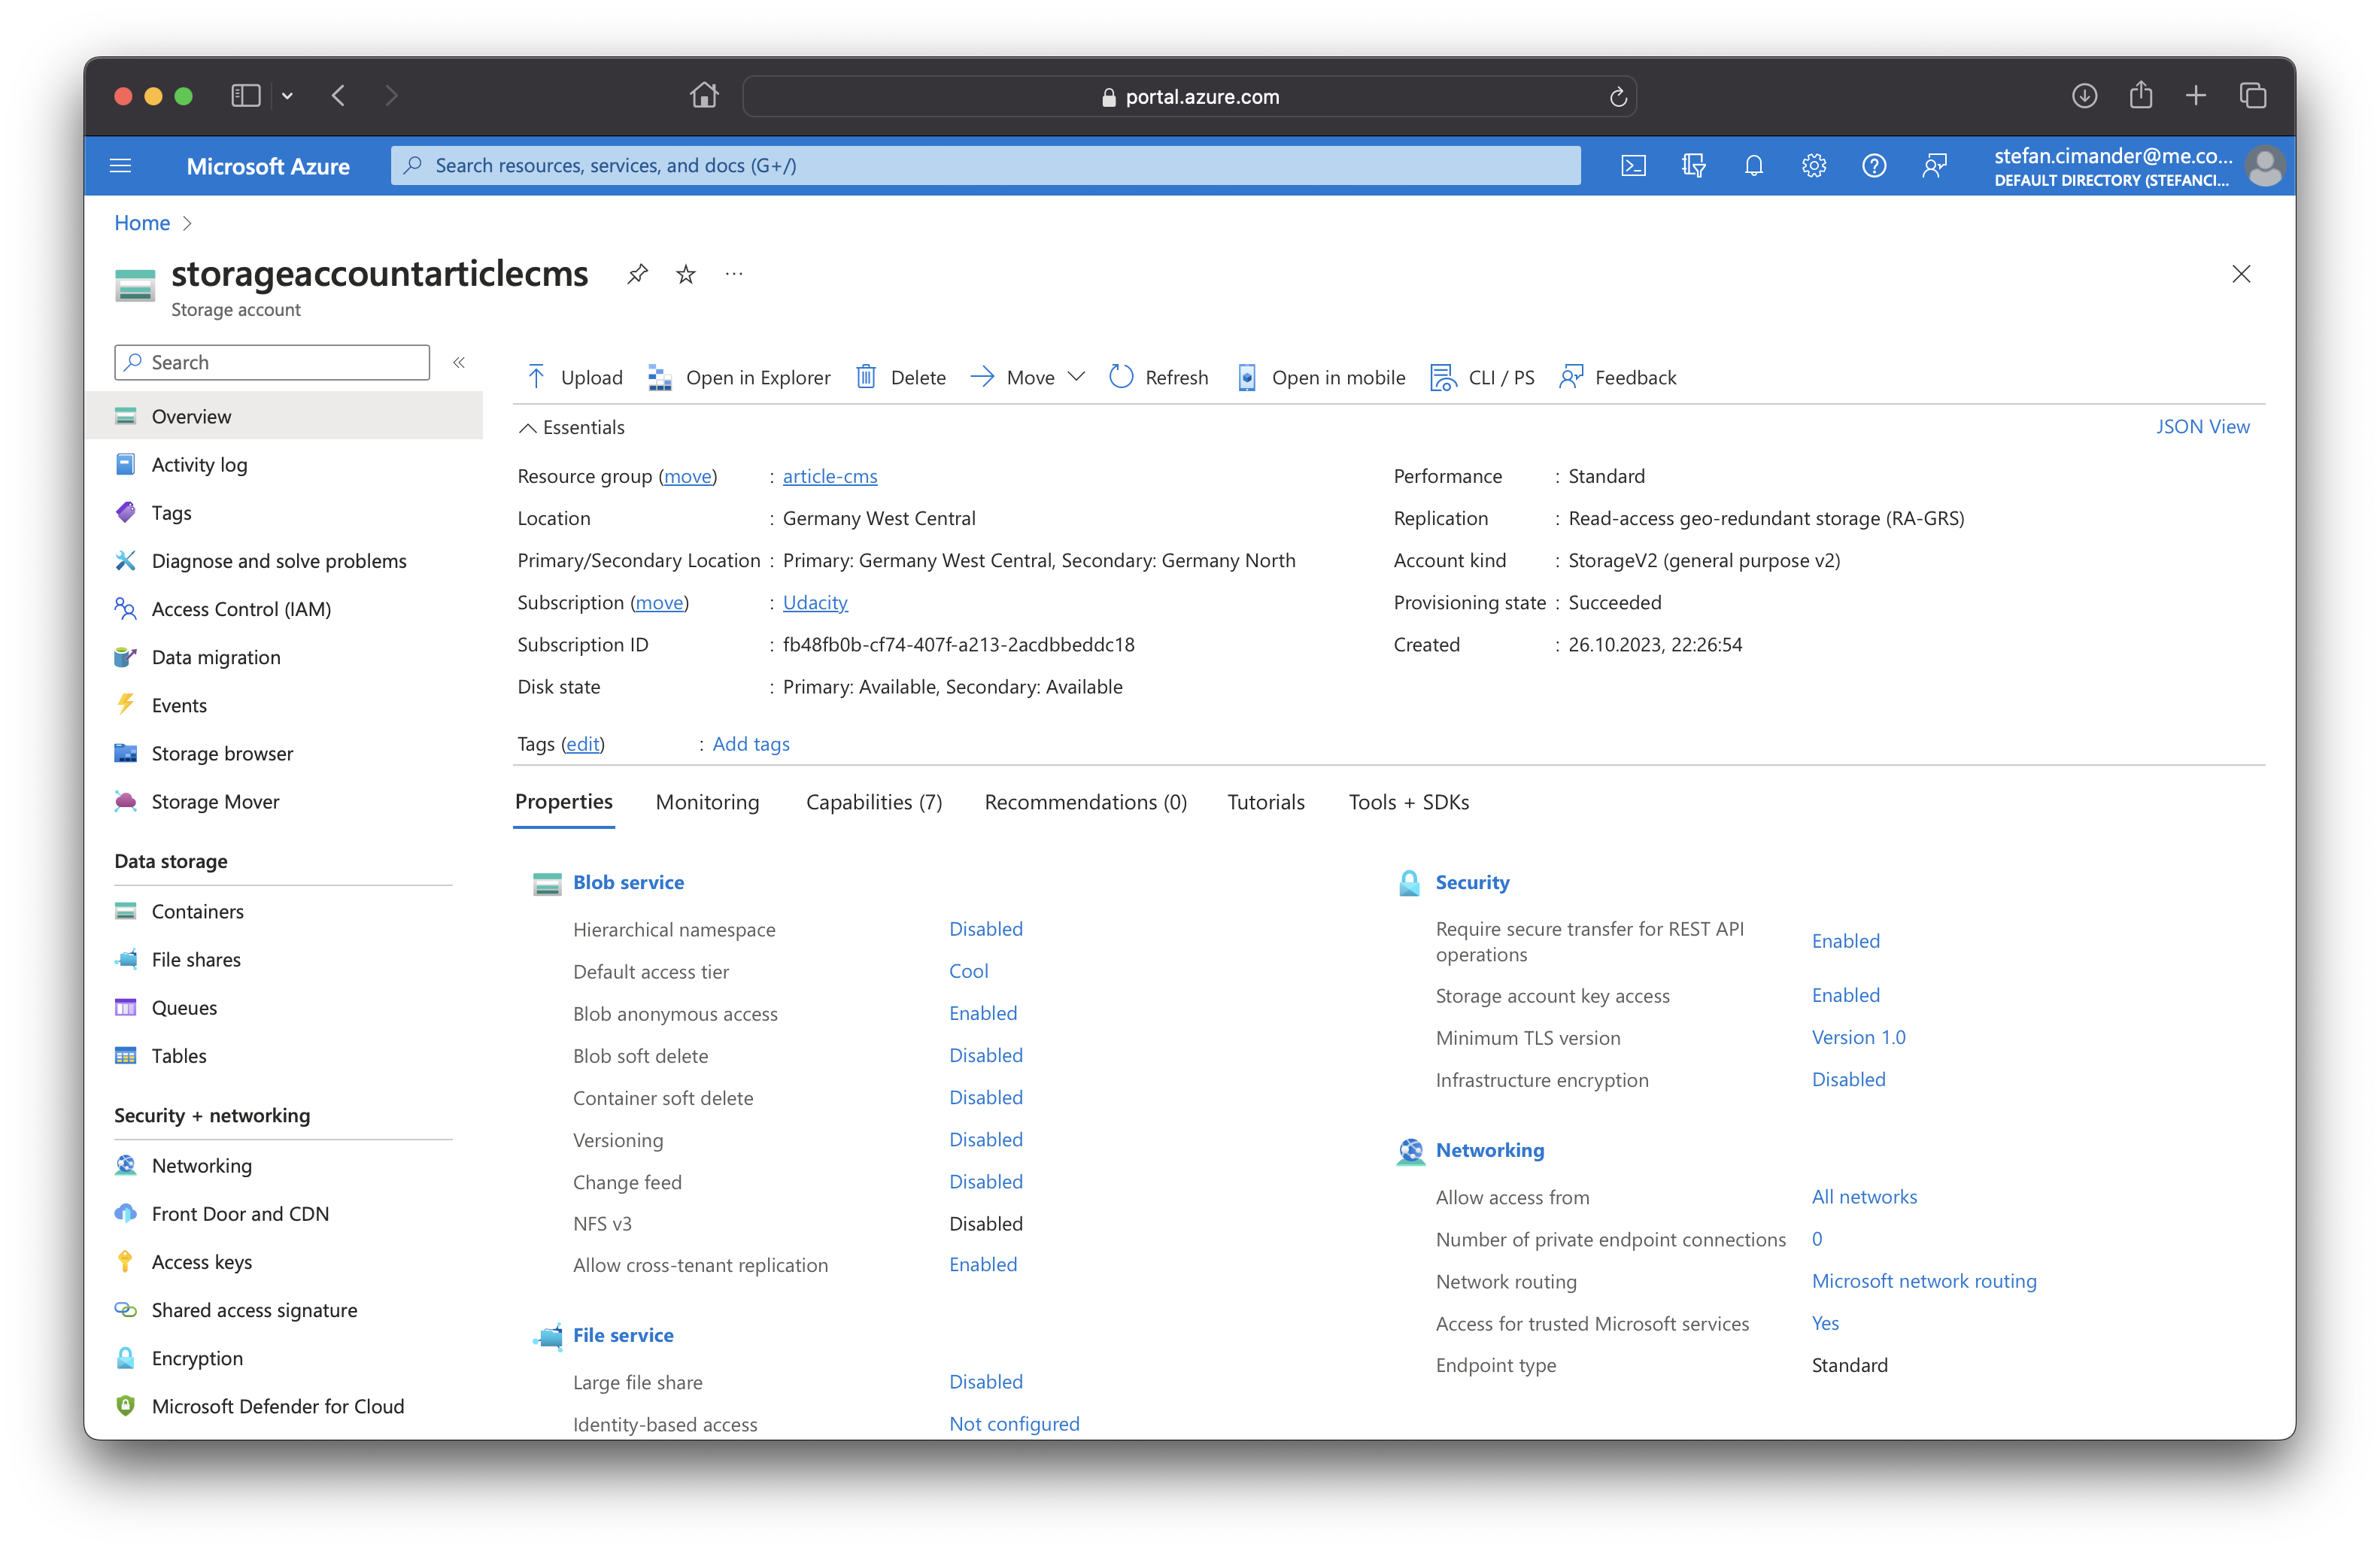 portal.azure.com
Microsoft Azure
Search resources, services, and docs (G+/)
stefan.cimander@me.co...
DEFAULT DIRECTORY (STEFANCI...
Home
storageaccountarticlecms
Storage account
Search
Overview
Activity log
Tags
Diagnose and solve problems
Access Control (IAM)
Data migration
Events
Storage browser
Storage Mover
Data storage
Containers
File shares
Queues
Tables
Security + networking
Networking
Front Door and CDN
Access keys
Shared access signature
Encryption
Microsoft Defender for Cloud
Upload Open in Explorer Delete Move Refresh Open in mobile CLI / PS Feedback
Essentials
JSON View
Resource group (move) : article-cms
Location : Germany West Central
Primary/Secondary Location : Primary: Germany West Central, Secondary: Germany North
Subscription (move) : Udacity
Subscription ID : fb48fb0b-cf74-407f-a213-2acdbbeddc18
Disk state : Primary: Available, Secondary: Available
Performance : Standard
Replication : Read-access geo-redundant storage (RA-GRS)
Account kind : StorageV2 (general purpose v2)
Provisioning state : Succeeded
Created : 26.10.2023, 22:26:54
Tags (edit) : Add tags
Properties Monitoring Capabilities (7) Recommendations (0) Tutorials Tools + SDKs
Blob service
Hierarchical namespace Disabled
Default access tier Cool
Blob anonymous access Enabled
Blob soft delete Disabled
Container soft delete Disabled
Versioning Disabled
Change feed Disabled
NFS v3 Disabled
Allow cross-tenant replication Enabled
File service
Large file share Disabled
Identity-based access Not configured
Security
Require secure transfer for REST API
operations Enabled
Storage account key access Enabled
Minimum TLS version Version 1.0
Infrastructure encryption Disabled
Networking
Allow access from All networks
Number of private endpoint connections 0
Network routing Microsoft network routing
Access for trusted Microsoft services Yes
Endpoint type Standard